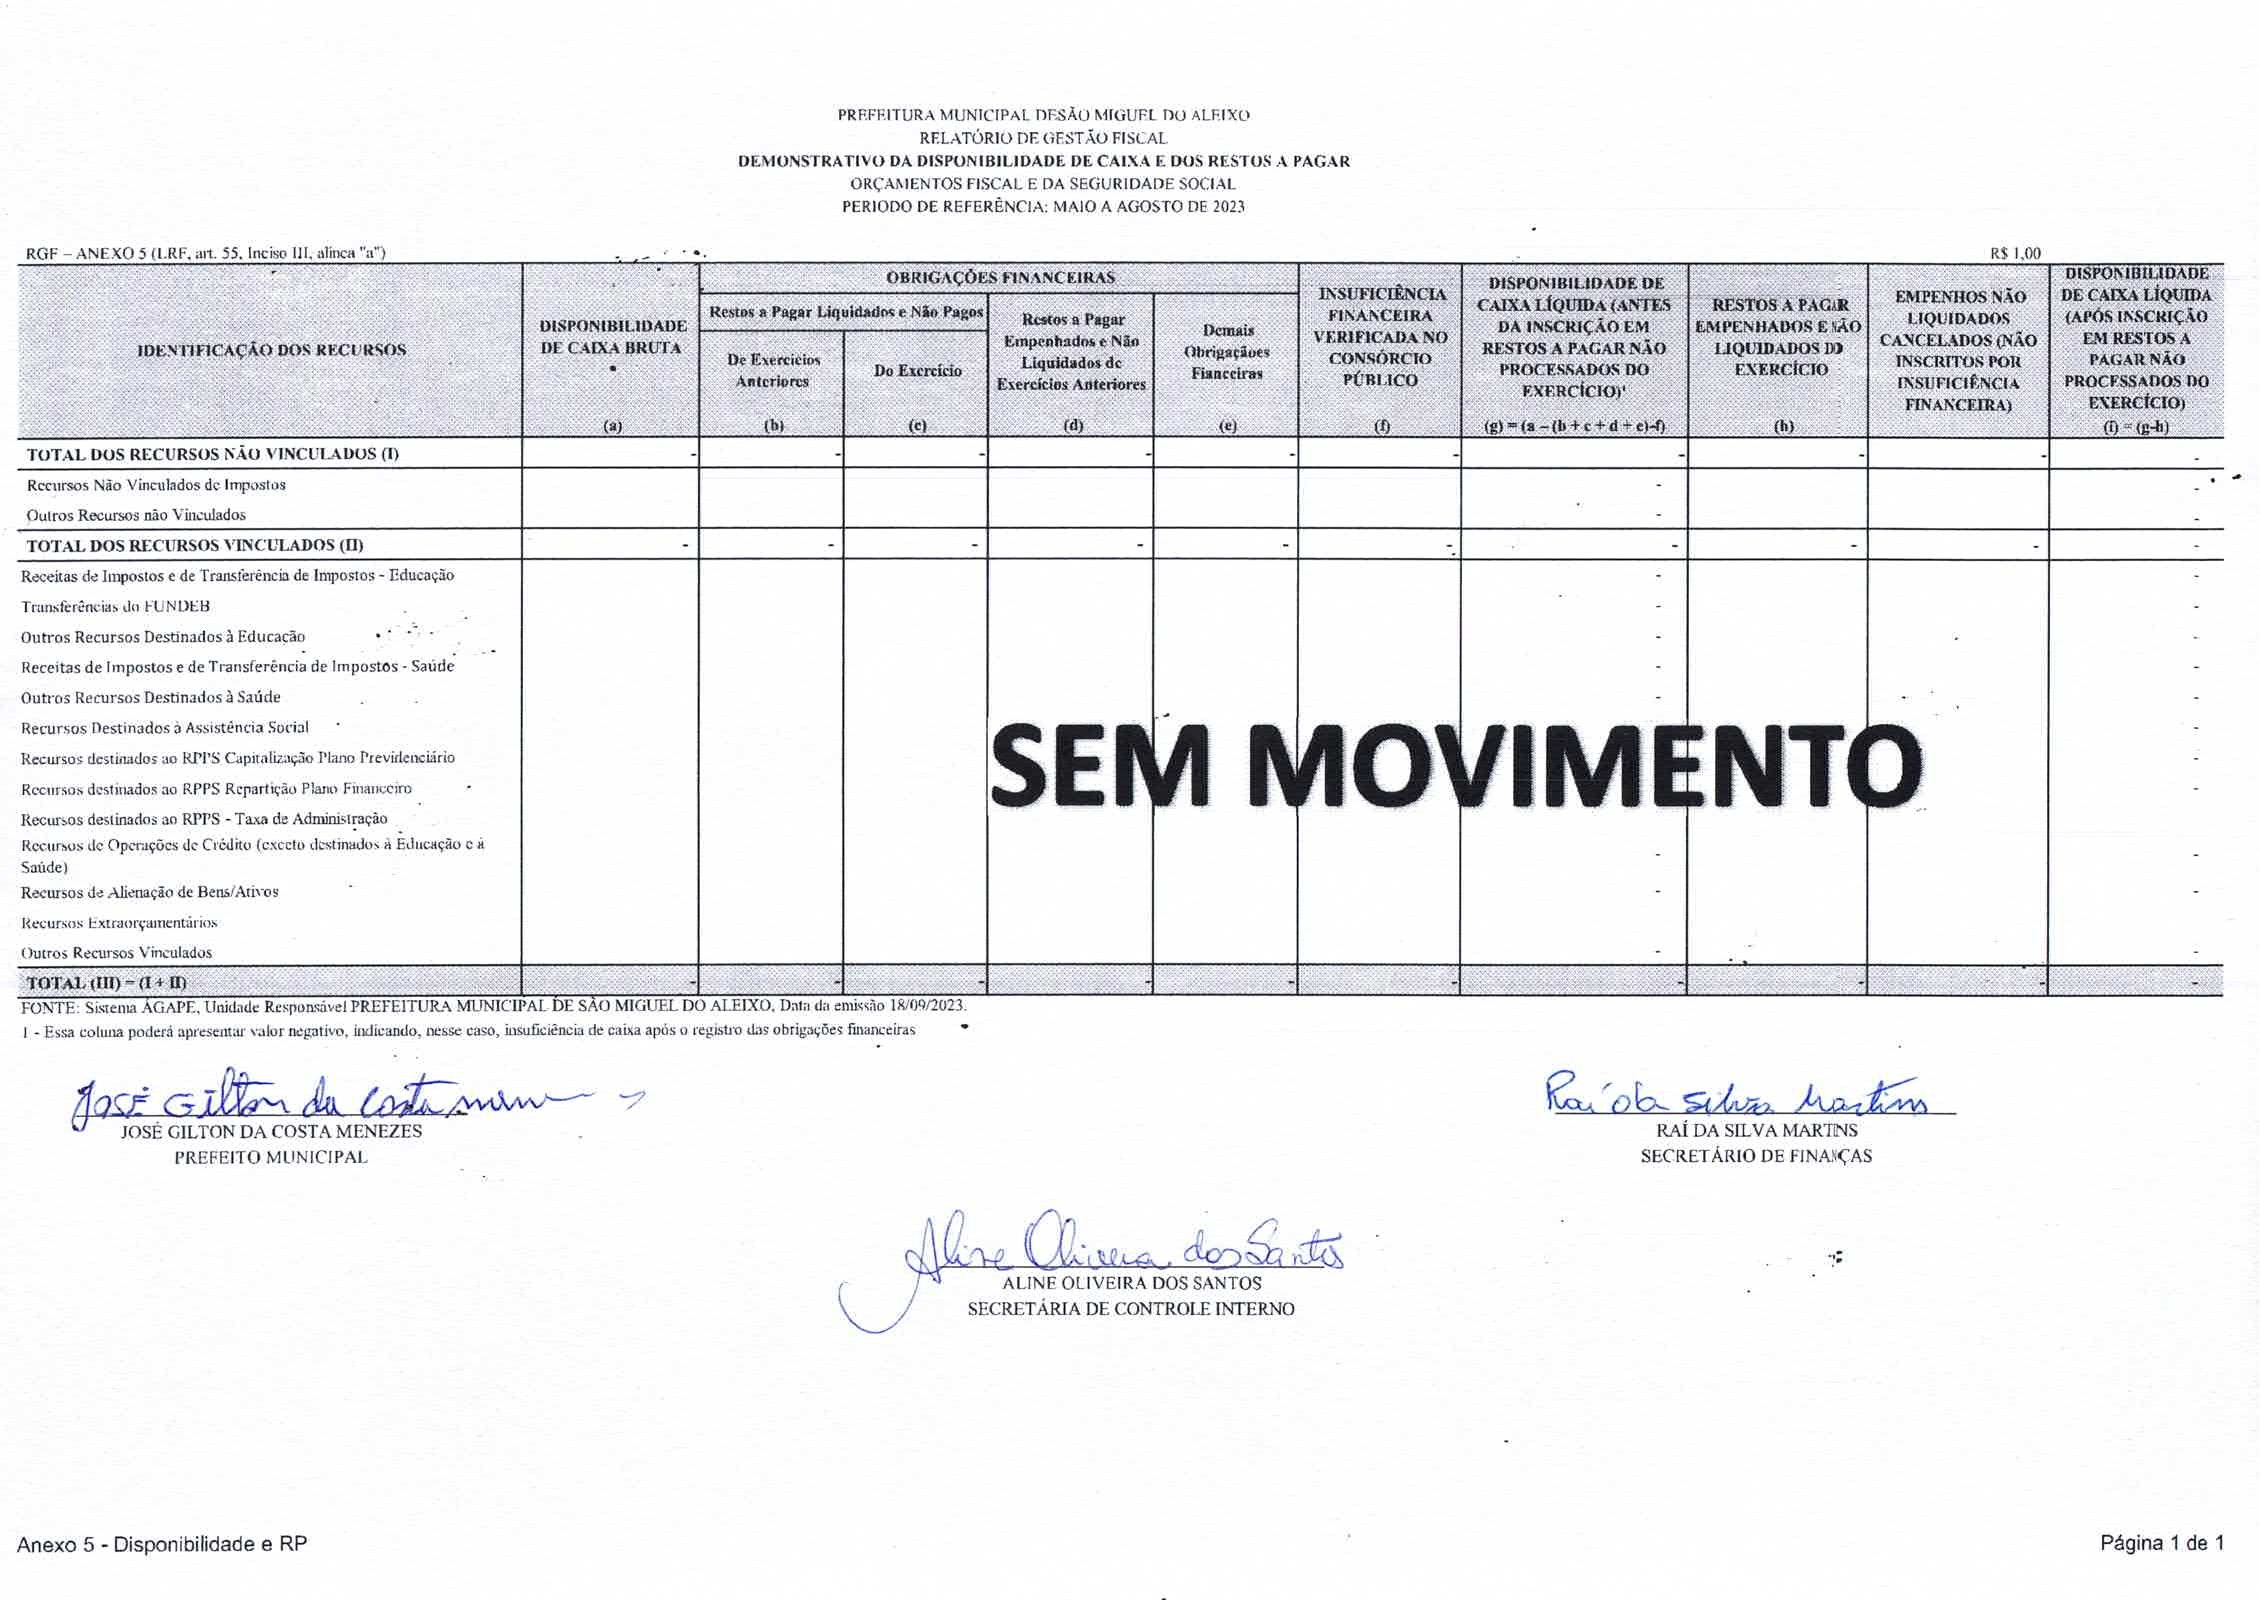 PREFEITURA MUNICIPAL DESÃO MIGUEL DO ALEIXO
RELATÓRIO DE GESTÃO FISCAL
DEMONSTRATIVO DA DISPONIBILIDADE DE CAIXA E DOS RESTOS A PAGAR
ORÇAMENTOS FISCAL E DA SEGURIDADE SOCIAL
PERIODO DE REFERÊNCIA: MAIO A AGOSTO DE 2023
RGF – ANEXO 5 (LRF, art. 55, Inciso III, alínea "a")
R$ 1,00
IDENTIFICAÇÃO DOS RECURSOS
DISPONIBILIDADE
DE CAIXA BRUTA
(a)
OBRIGAÇÕES FINANCEIRAS
Restos a Pagar Liquidados e Não Pagos
De Exercícios
Anteriores
(b)
Do Exercício
(c)
Restos a Pagar
Empenhados e Não
Liquidados de
Exercícios Anteriores
(d)
Demais
Obrigaçãoes
Fianceiras
(e)
INSUFICIÊNCIA
FINANCEIRA
VERIFICADA NO
CONSÓRCIO
PÚBLICO
(f)
DISPONIBILIDADE DE
CAIXA LÍQUIDA (ANTES
DA INSCRIÇÃO EM
RESTOS A PAGAR NÃO
PROCESSADOS DO
EXERCÍCIO)¹
(g) = (a – (b + c + d + e)-f)
RESTOS A PAGAR
EMPENHADOS E NÃO
LIQUIDADOS DO
EXERCÍCIO
(h)
EMPENHOS NÃO
LIQUIDADOS
CANCELADOS (NÃO
INSCRITOS POR
INSUFICIÊNCIA
FINANCEIRA)
DISPONIBILIDADE
DE CAIXA LÍQUIDA
(APÓS INSCRIÇÃO
EM RESTOS A
PAGAR NÃO
PROCESSADOS DO
EXERCÍCIO)
(i) = (g-h)
TOTAL DOS RECURSOS NÃO VINCULADOS (I) - - - - - - - - - -
Recursos Não Vinculados de Impostos - -
Outros Recursos não Vinculados - -
TOTAL DOS RECURSOS VINCULADOS (II) - - - - - - - - - -
Receitas de Impostos e de Transferência de Impostos - Educação - -
Transferências do FUNDEB - -
Outros Recursos Destinados à Educação - -
Receitas de Impostos e de Transferência de Impostos - Saúde - -
Outros Recursos Destinados à Saúde - -
Recursos Destinados à Assistência Social -
Recursos destinados ao RPPS Capitalização Plano Previdenciário -
SEM MOVIMENTO
Recursos destinados ao RPPS Repartição Plano Financeiro -
Recursos destinados ao RPPS - Taxa de Administração -
Recursos de Operações de Crédito (exceto destinados à Educação e à
Saúde) - -
Recursos de Alienação de Bens/Ativos - -
Recursos Extraorçamentários
Outros Recursos Vinculados - -
TOTAL (III) = (I + II) - - - - - - - - - -
FONTE: Sistema ÁGAPE, Unidade Responsável PREFEITURA MUNICIPAL DE SÃO MIGUEL DO ALEIXO, Data da emissão 18/09/2023.
1 - Essa coluna poderá apresentar valor negativo, indicando, nesse caso, insuficiência de caixa após o registro das obrigações financeiras
José Gilton da Costa Menezes
JOSÉ GILTON DA COSTA MENEZES
PREFEITO MUNICIPAL
Raí da Silva Martins
RAÍ DA SILVA MARTINS
SECRETÁRIO DE FINANÇAS
Aline Oliveira dos Santos
ALINE OLIVEIRA DOS SANTOS
SECRETÁRIA DE CONTROLE INTERNO
Anexo 5 - Disponibilidade e RP
Página 1 de 1